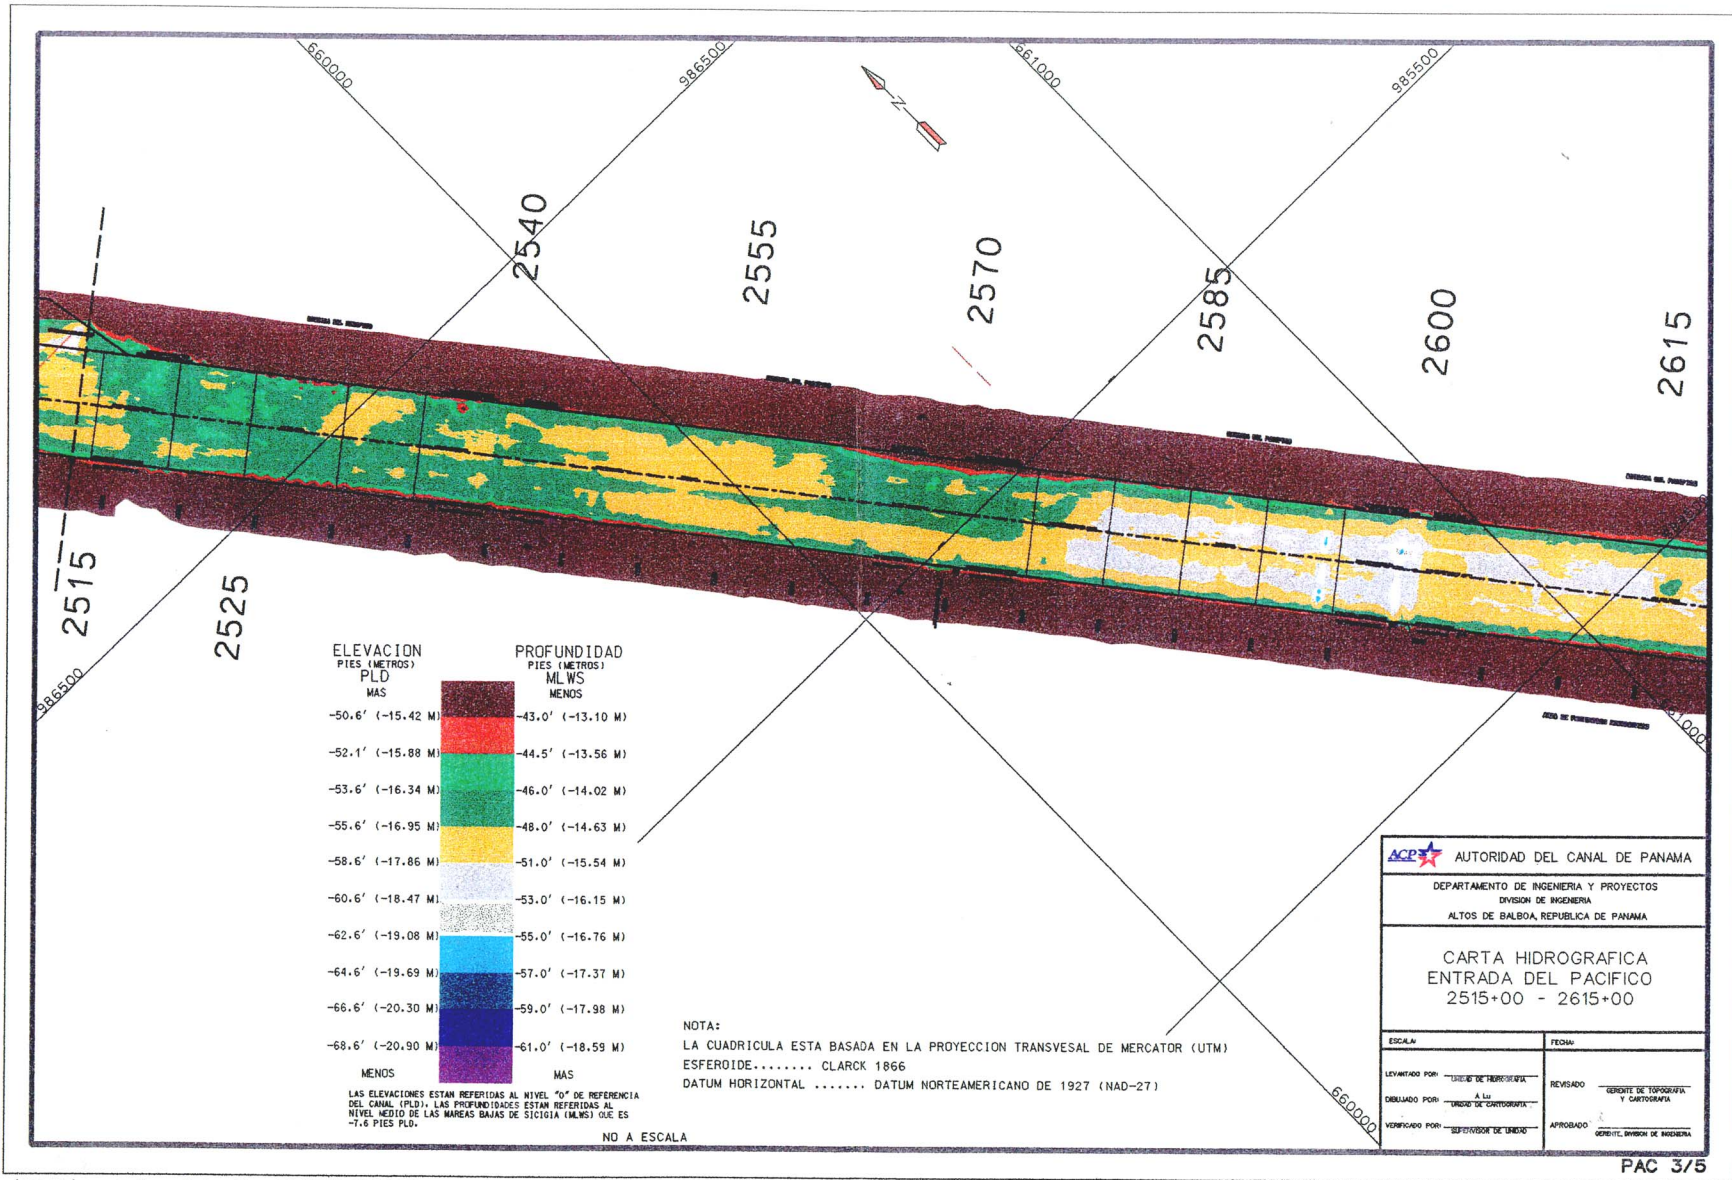 660000
986500
661000
985500
2540
2555
2570
2585
2600
2615
2515
2525
986500
661000
660000
N
ELEVACION
PIES (METROS)
PLD
MAS
PROFUNDIDAD
PIES (METROS)
MLWS
MENOS
-50.6' (-15.42 M) -43.0' (-13.10 M)
-52.1' (-15.88 M) -44.5' (-13.56 M)
-53.6' (-16.34 M) -46.0' (-14.02 M)
-55.6' (-16.95 M) -48.0' (-14.63 M)
-58.6' (-17.86 M) -51.0' (-15.54 M)
-60.6' (-18.47 M) -53.0' (-16.15 M)
-62.6' (-19.08 M) -55.0' (-16.76 M)
-64.6' (-19.69 M) -57.0' (-17.37 M)
-66.6' (-20.30 M) -59.0' (-17.98 M)
-68.6' (-20.90 M) -61.0' (-18.59 M)
MENOS MAS
LAS ELEVACIONES ESTAN REFERIDAS AL NIVEL "0" DE REFERENCIA
DEL CANAL (PLD). LAS PROFUNDIDADES ESTAN REFERIDAS AL
NIVEL MEDIO DE LAS MAREAS BAJAS DE SICIGIA (MLWS) QUE ES
-7.6 PIES PLD.
NO A ESCALA
NOTA:
LA CUADRICULA ESTA BASADA EN LA PROYECCION TRANSVESAL DE MERCATOR (UTM)
ESFEROIDE........ CLARCK 1866
DATUM HORIZONTAL ....... DATUM NORTEAMERICANO DE 1927 (NAD-27)
ACP AUTORIDAD DEL CANAL DE PANAMA
DEPARTAMENTO DE INGENIERIA Y PROYECTOS
DIVISION DE INGENIERIA
ALTOS DE BALBOA, REPUBLICA DE PANAMA
CARTA HIDROGRAFICA
ENTRADA DEL PACIFICO
2515+00 - 2615+00
ESCALA:
FECHA:
LEVANTADO POR: UNIDAD DE HIDROGRAFIA
DIBUJADO POR: A Lu
UNIDAD DE CARTOGRAFIA
VERIFICADO POR: SUPERVISOR DE UNIDAD
REVISADO GERENTE DE TOPOGRAFIA
Y CARTOGRAFIA
APROBADO GERENTE, DIVISION DE INGENIERIA
PAC 3/5